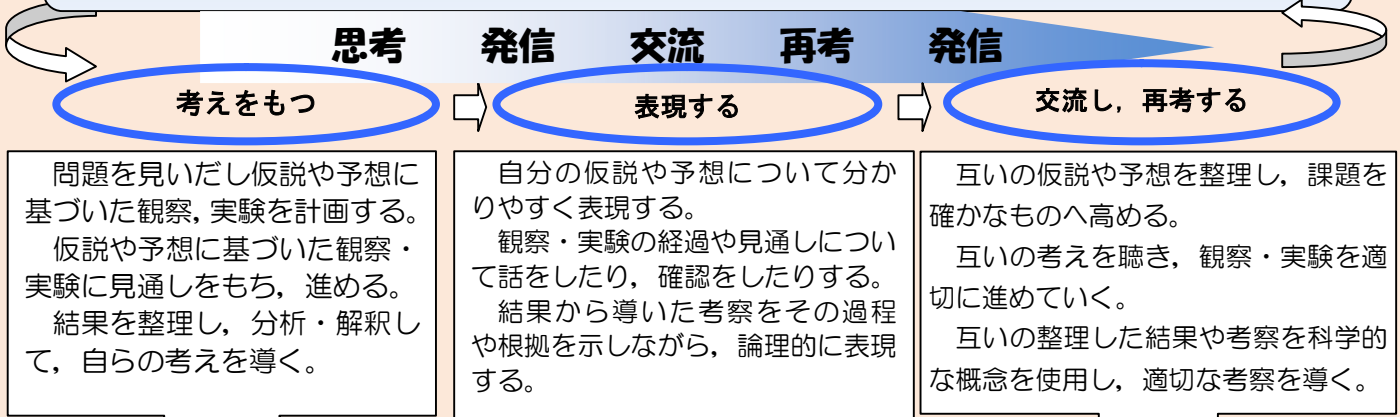 思考 発信 交流 再考 発信
考えをもつ
表現する
交流し，再考する
問題を見いだし仮説や予想に
基づいた観察，実験を計画する。
仮説や予想に基づいた観察・
実験に見通しをもち，進める。
結果を整理し，分析・解釈し
て，自らの考えを導く。
自分の仮説や予想について分か
りやすく表現する。
観察・実験の経過や見通しについ
て話をしたり，確認をしたりする。
結果から導いた考察をその過程
や根拠を示しながら，論理的に表現
する。
互いの仮説や予想を整理し，課題を
確かなものへ高める。
互いの考えを聴き，観察・実験を適
切に進めていく。
互いの整理した結果や考察を科学的
な概念を使用し，適切な考察を導く。